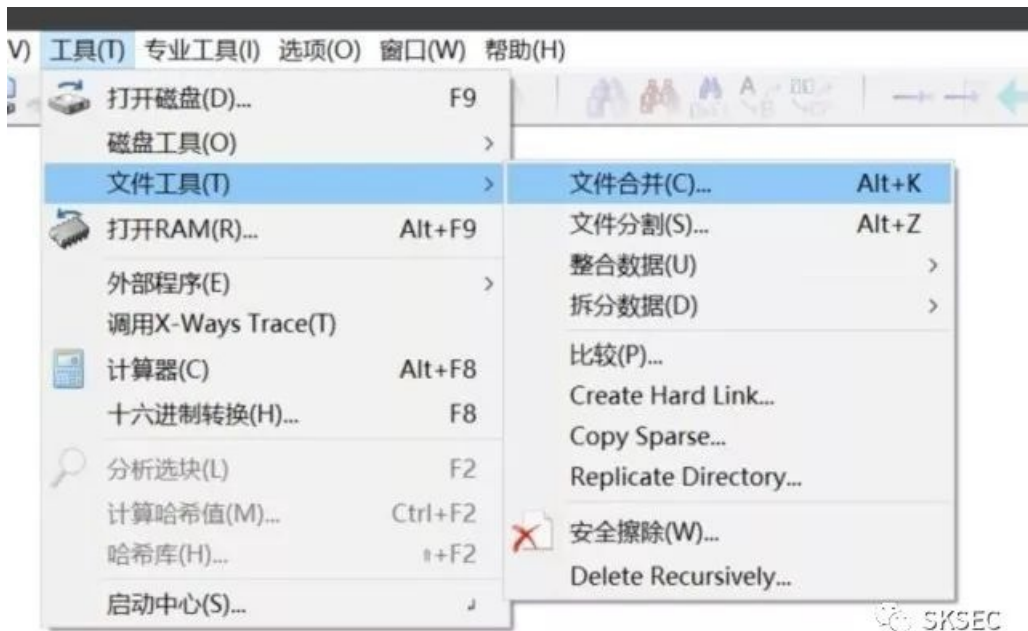 V) 工具(T) 专业工具(I) 选项(O) 窗口(W) 帮助(H)
打开磁盘(D)... F9
磁盘工具(O)
文件工具(T)
打开RAM(R)... Alt+F9
外部程序(E)
调用X-Ways Trace(T)
计算器(C) Alt+F8
十六进制转换(H)... F8
分析选块(L) F2
计算哈希值(M)... Ctrl+F2
哈希库(H)... ⇧+F2
启动中心(S)... ↲
文件合并(C)... Alt+K
文件分割(S)... Alt+Z
整合数据(U)
拆分数据(D)
比较(P)...
Create Hard Link...
Copy Sparse...
Replicate Directory...
安全擦除(W)...
Delete Recursively...
SKSEC